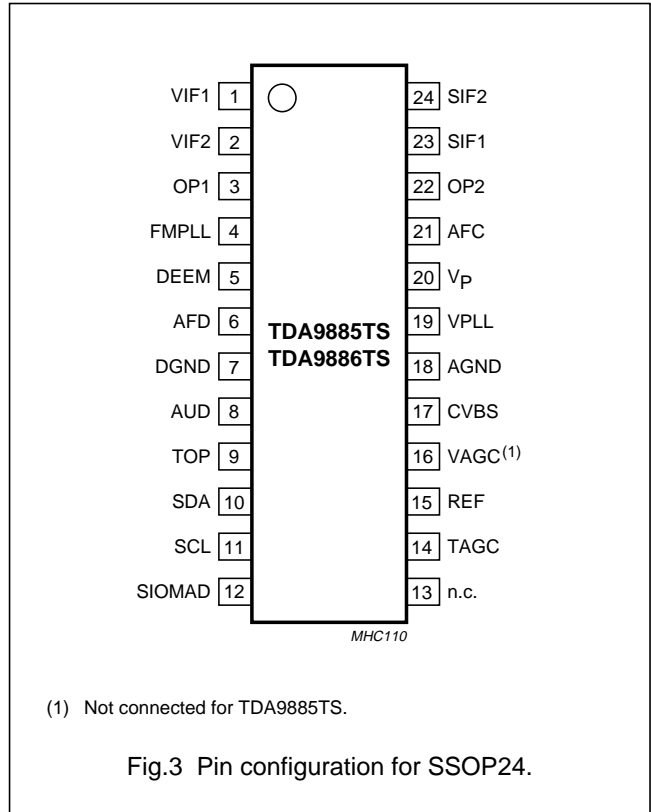 VIF1 1 24 SIF2
VIF2 2 23 SIF1
OP1 3 22 OP2
FMPLL 4 21 AFC
DEEM 5 20 VP
AFD 6 19 VPLL
TDA9885TS
TDA9886TS
DGND 7 18 AGND
AUD 8 17 CVBS
TOP 9 16 VAGC(1)
SDA 10 15 REF
SCL 11 14 TAGC
SIOMAD 12 13 n.c.
MHC110
(1) Not connected for TDA9885TS.
Fig.3 Pin configuration for SSOP24.